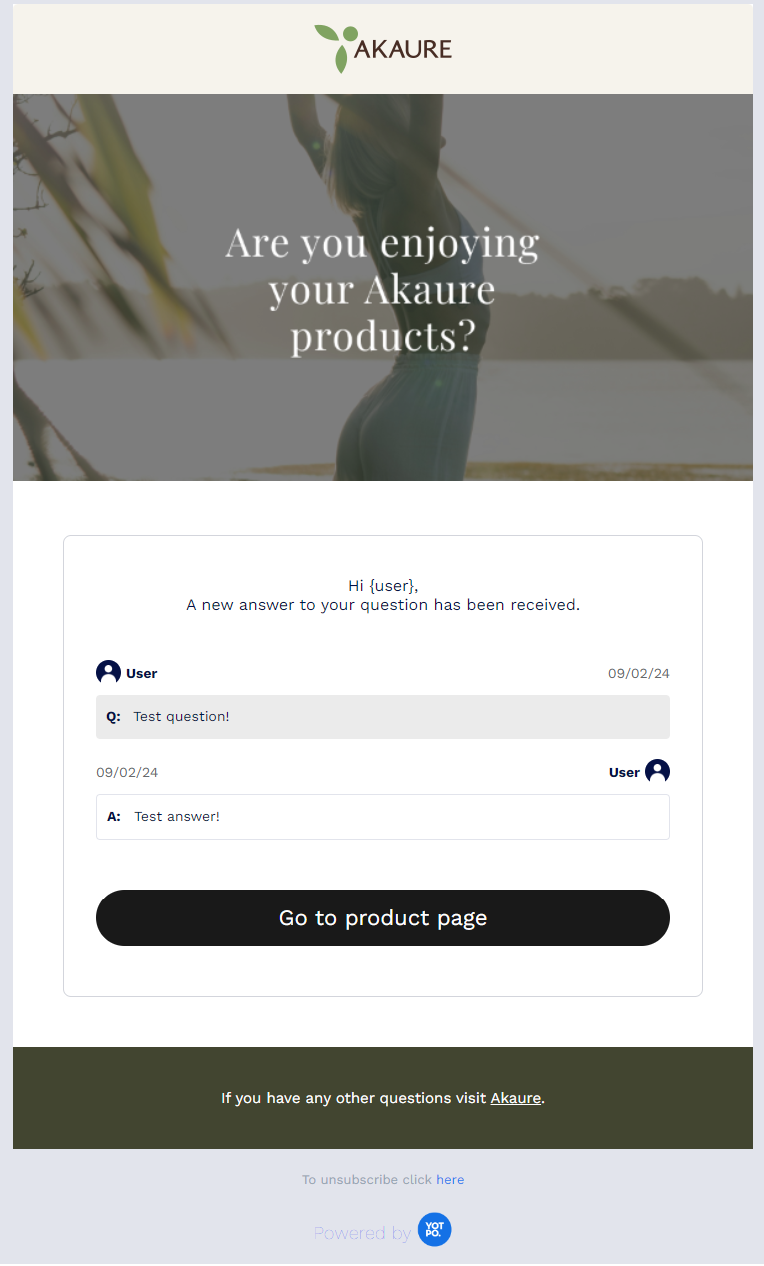 AKAURE
Are you enjoying
your Akaure
products?
Hi {user},
A new answer to your question has been received.
User 09/02/24
Q: Test question!
09/02/24 User
A: Test answer!
Go to product page
If you have any other questions visit Akaure.
To unsubscribe click here
Powered by YOTPO.